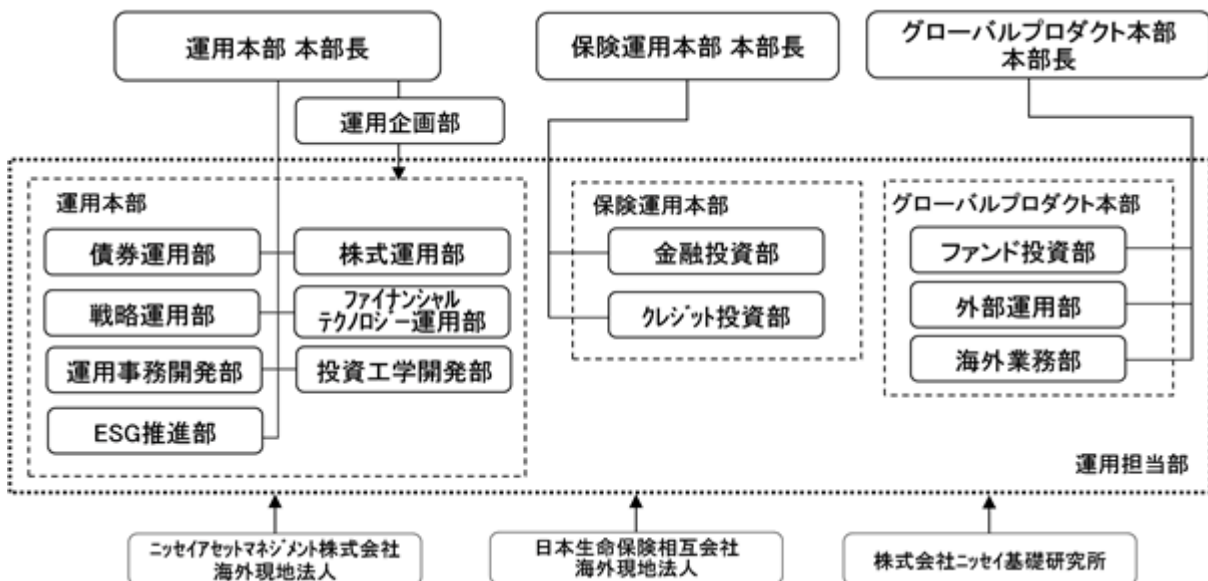 運用本部 本部長
保険運用本部 本部長
グローバルプロダクト本部
本部長
運用企画部
運用本部
債券運用部
株式運用部
戦略運用部
ファイナンシャル
テクノロジー運用部
運用事務開発部
投資工学開発部
ESG推進部
保険運用本部
金融投資部
クレジット投資部
グローバルプロダクト本部
ファンド投資部
外部運用部
海外業務部
運用担当部
ニッセイアセットマネジメント株式会社
海外現地法人
日本生命保険相互会社
海外現地法人
株式会社ニッセイ基礎研究所